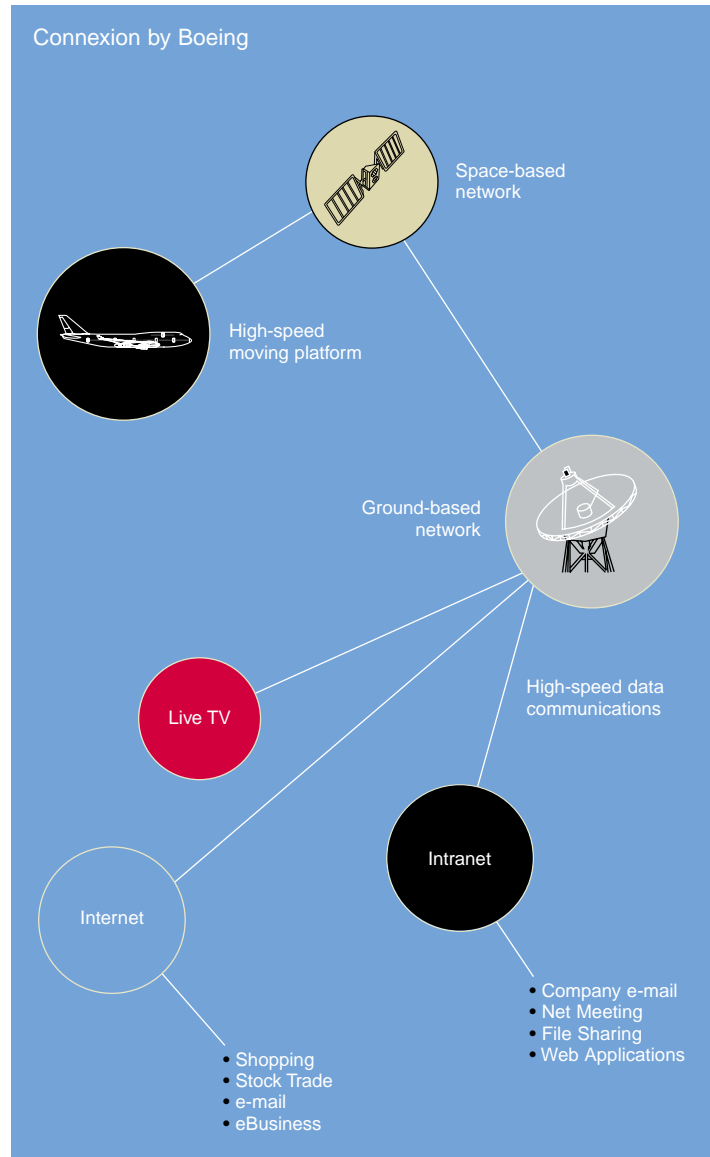 Connexion by Boeing
Space-based
network
High-speed
moving platform
Ground-based
network
High-speed data
communications
Live TV
Intranet
Internet
• Company e-mail
• Net Meeting
• File Sharing
• Web Applications
• Shopping
• Stock Trade
• e-mail
• eBusiness